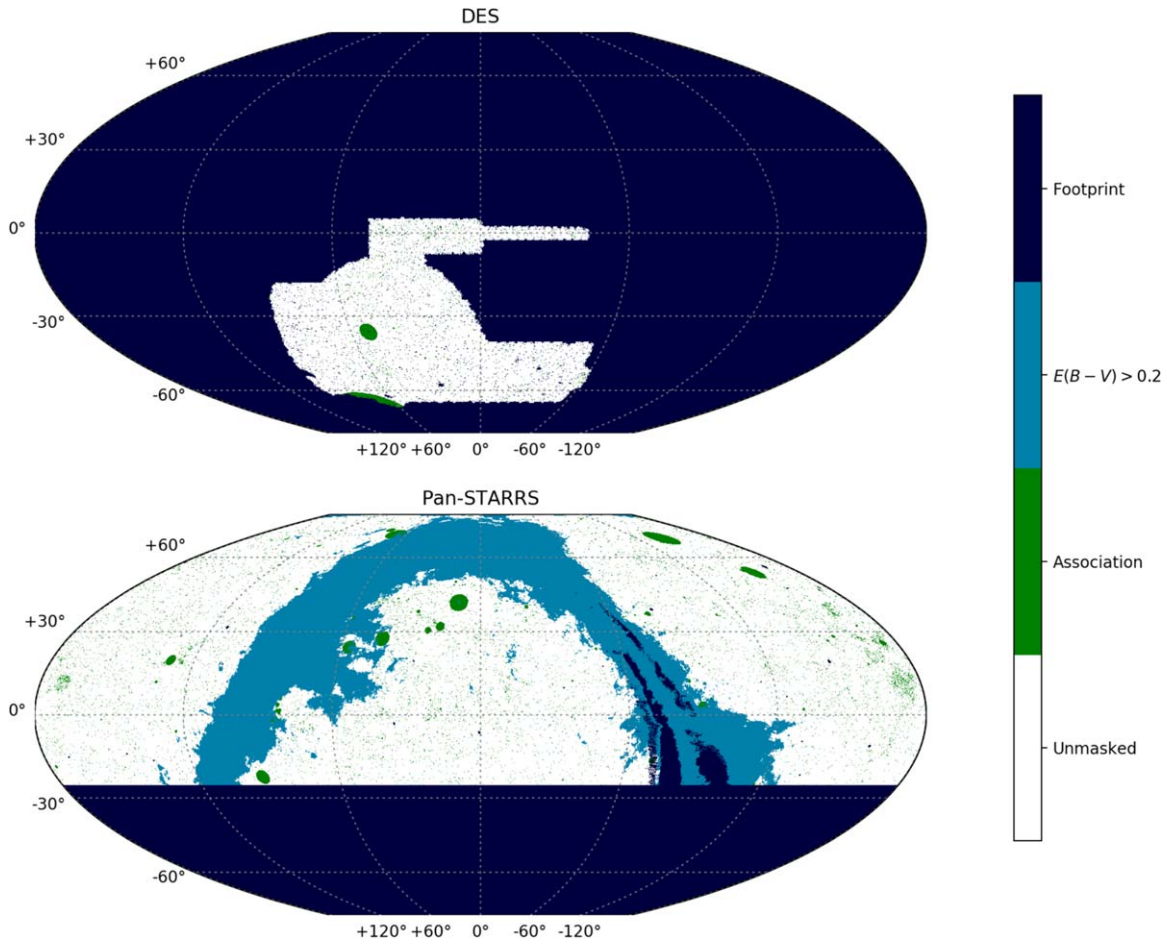 DES
+60°
+30°
0°
-30°
-60°
+120° +60° 0° -60° -120°
Pan-STARRS
+60°
+30°
0°
-30°
-60°
+120° +60° 0° -60° -120°
Footprint
E(B − V) > 0.2
Association
Unmasked